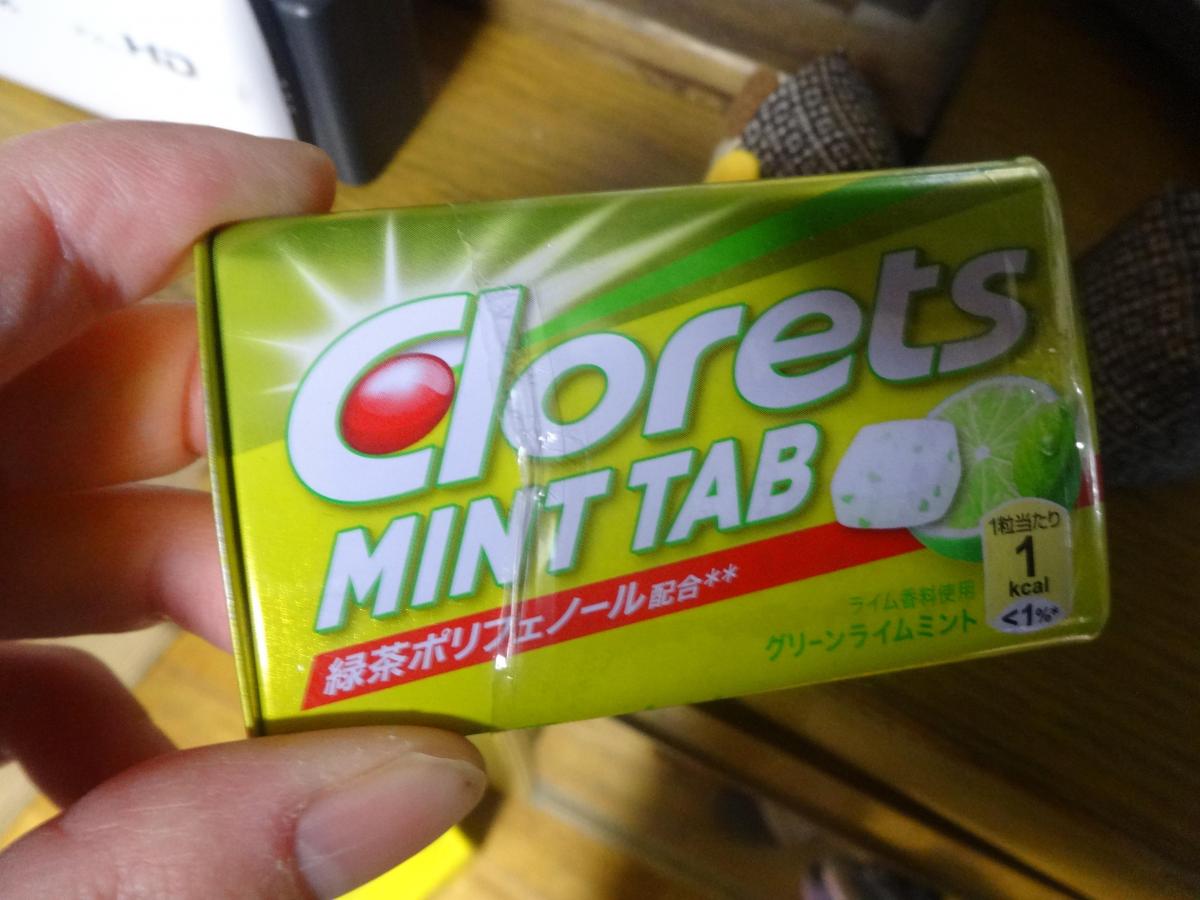 Clorets
MINT TAB
緑茶ポリフェノール配合**
ライム香料使用
グリーンライムミント
1粒当たり
1
kcal
<1%*